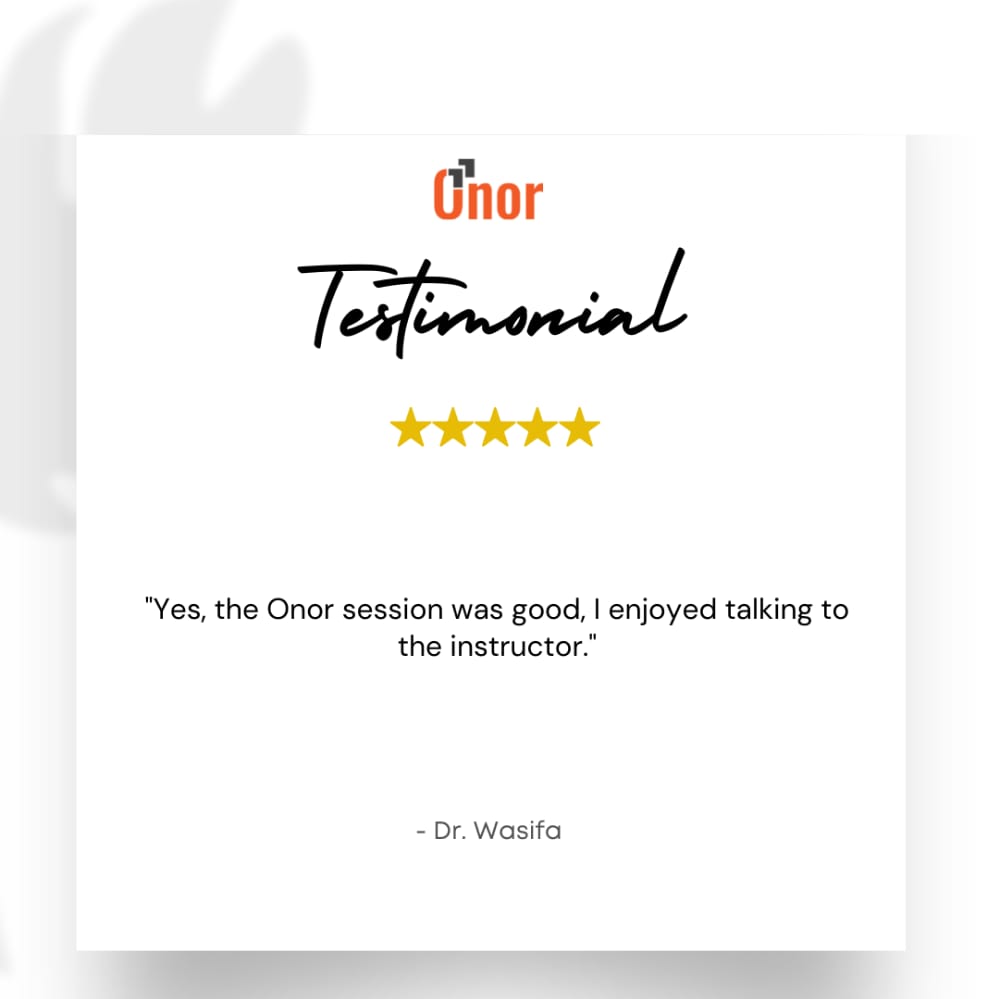 Onor
Testimonial
"Yes, the Onor session was good, I enjoyed talking to
the instructor."
- Dr. Wasifa